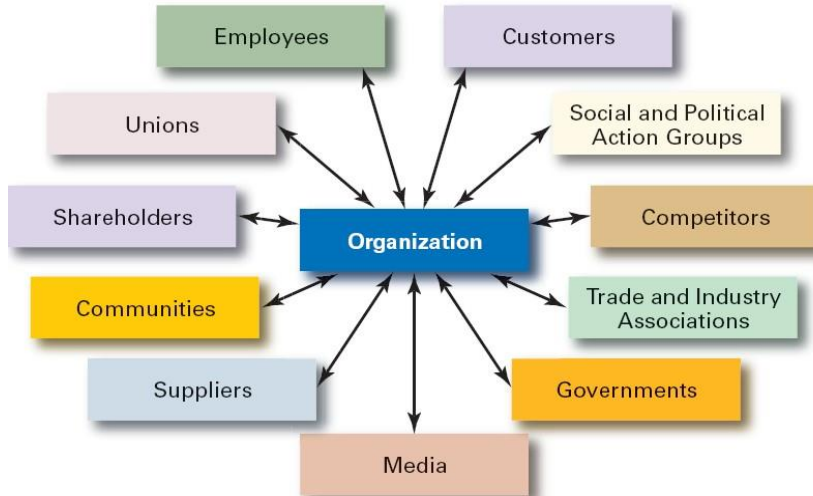 Employees
Customers
Unions
Social and Political
Action Groups
Shareholders
Organization
Competitors
Communities
Trade and Industry
Associations
Suppliers
Governments
Media